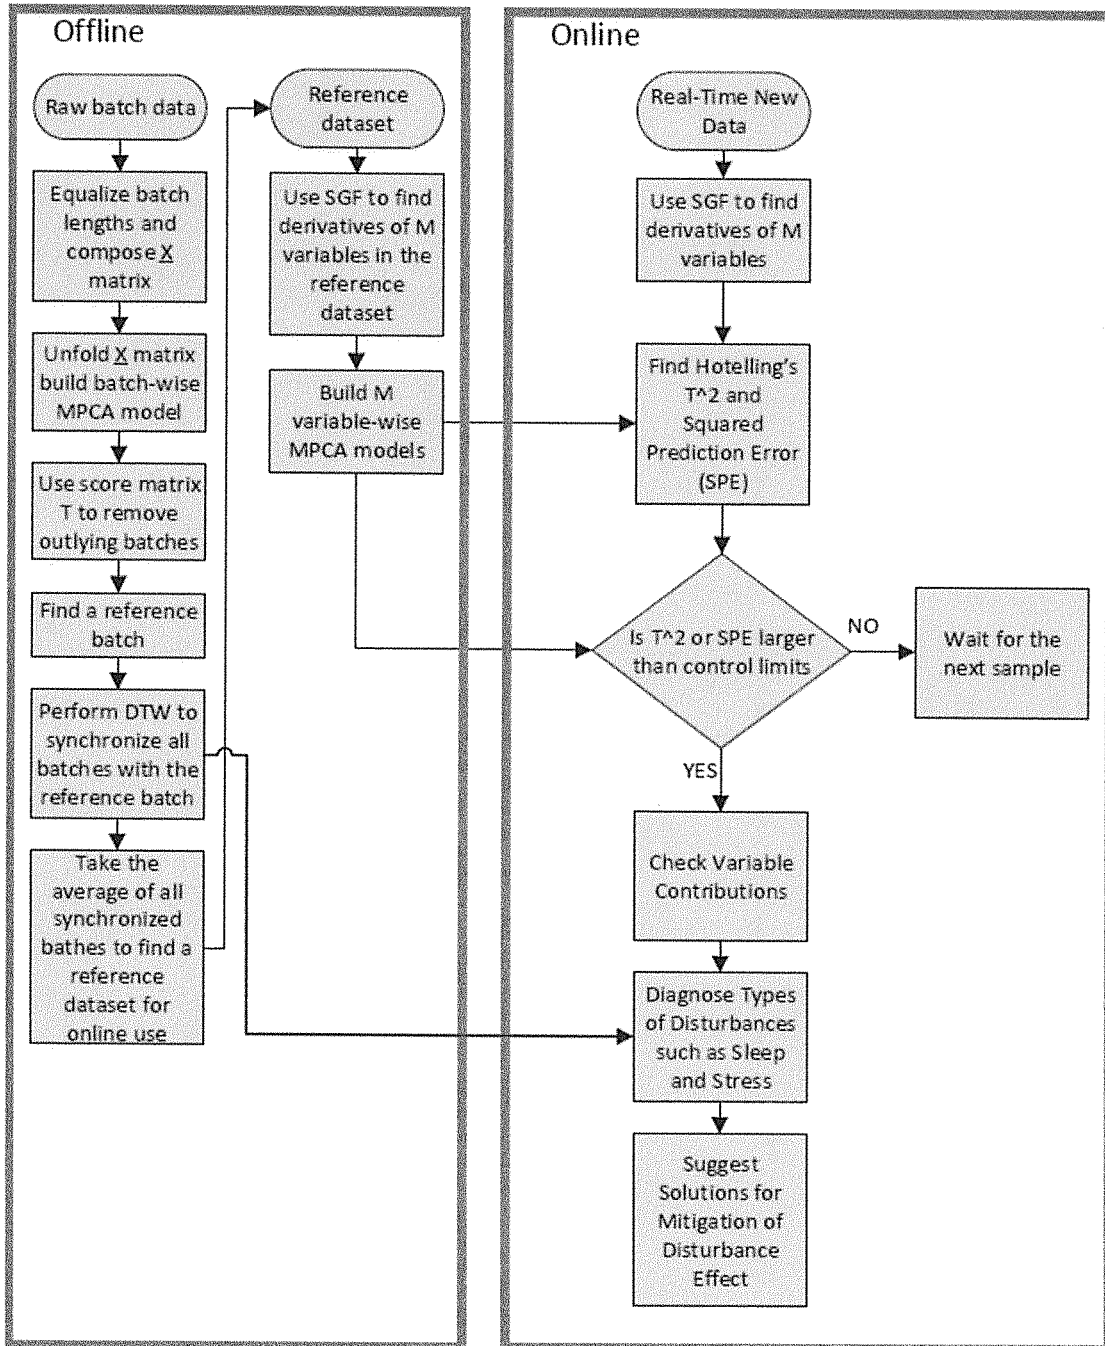 Offline
Raw batch data
Equalize batch
lengths and
compose X
matrix
Unfold X matrix
build batch-wise
MPCA model
Use score matrix
T to remove
outlying batches
Find a reference
batch
Perform DTW to
synchronize all
batches with the
reference batch
Take the
average of all
synchronized
bathes to find a
reference
dataset for
online use
Reference
dataset
Use SGF to find
derivatives of M
variables in the
reference
dataset
Build M
variable-wise
MPCA models
Online
Real-Time New
Data
Use SGF to find
derivatives of M
variables
Find Hotelling's
T^2 and
Squared
Prediction Error
(SPE)
Is T^2 or SPE larger
than control limits
NO
Wait for the
next sample
YES
Check Variable
Contributions
Diagnose Types
of Disturbances
such as Sleep
and Stress
Suggest
Solutions for
Mitigation of
Disturbance
Effect